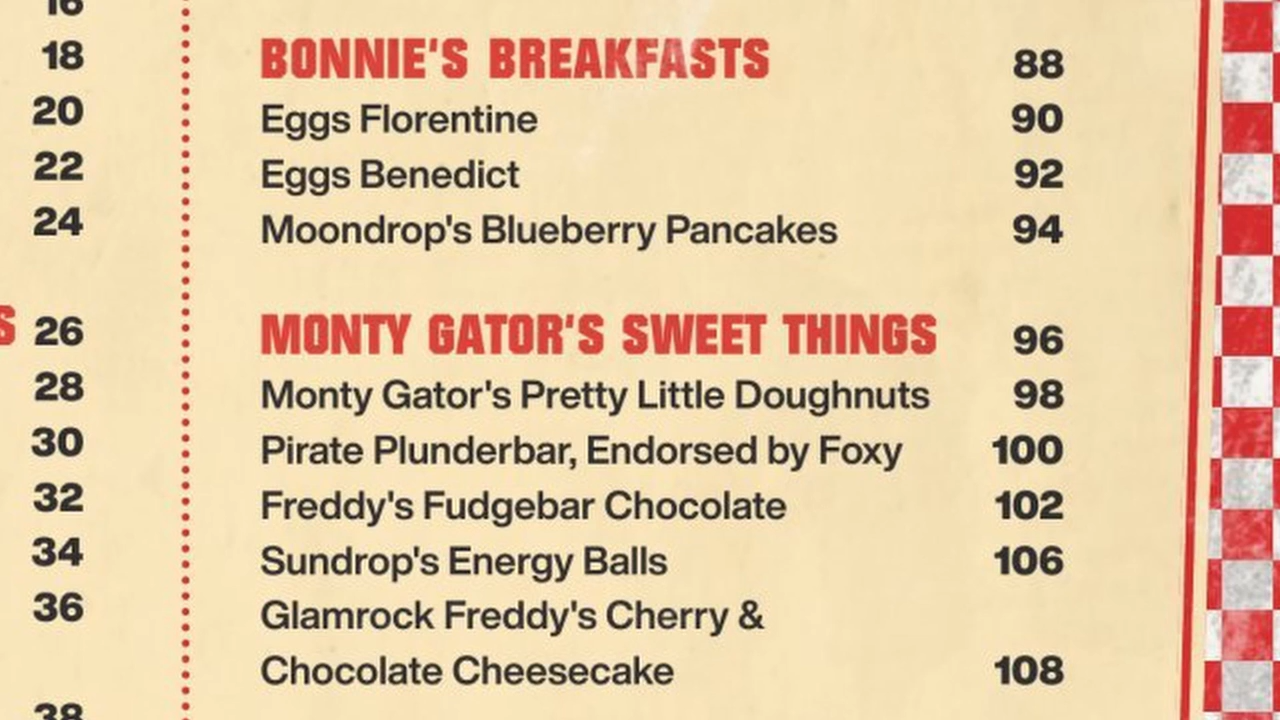 16
18
20
22
24
S 26
28
30
32
34
36
38
BONNIE'S BREAKFASTS 88
Eggs Florentine 90
Eggs Benedict 92
Moondrop's Blueberry Pancakes 94
MONTY GATOR'S SWEET THINGS 96
Monty Gator's Pretty Little Doughnuts 98
Pirate Plunderbar, Endorsed by Foxy 100
Freddy's Fudgebar Chocolate 102
Sundrop's Energy Balls 106
Glamrock Freddy's Cherry &
Chocolate Cheesecake 108